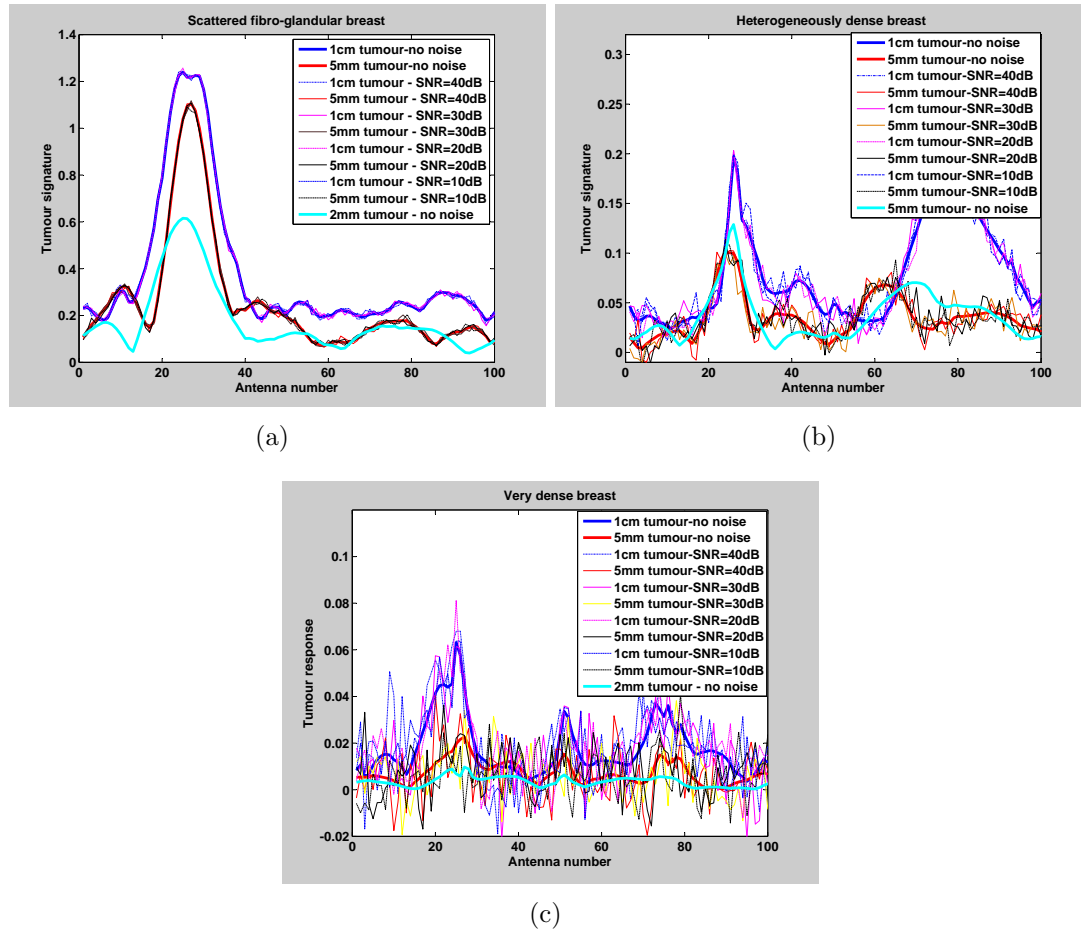 Scattered fibro-glandular breast
1.4
1.2
1
0.8
0.6
0.4
0.2
0
Tumour signature
1cm tumour-no noise
5mm tumour-no noise
1cm tumour - SNR=40dB
5mm tumour - SNR=40dB
1cm tumour - SNR=30dB
5mm tumour - SNR=30dB
1cm tumour - SNR=20dB
5mm tumour - SNR=20dB
1cm tumour - SNR=10dB
5mm tumour - SNR=10dB
2mm tumour - no noise
0 20 40 60 80 100
Antenna number
(a)
Heterogeneously dense breast
0.3
0.25
0.2
0.15
0.1
0.05
0
Tumour signature
1cm tumour-no noise
5mm tumour-no noise
1cm tumour-SNR=40dB
5mm tumour-SNR=40dB
1cm tumour-SNR=30dB
5mm tumour-SNR=30dB
1cm tumour-SNR=20dB
5mm tumour-SNR=20dB
1cm tumour-SNR=10dB
5mm tumour-SNR=10dB
5mm tumour- no noise
0 20 40 60 80 100
Antenna number
(b)
Very dense breast
0.1
0.08
0.06
0.04
0.02
0
-0.02
Tumour response
1cm tumour-no noise
5mm tumour-no noise
1cm tumour-SNR=40dB
5mm tumour-SNR=40dB
1cm tumour-SNR=30dB
5mm tumour-SNR=30dB
1cm tumour-SNR=20dB
5mm tumour-SNR=20dB
1cm tumour-SNR=10dB
5mm tumour-SNR=10dB
2mm tumour - no noise
0 20 40 60 80 100
Antenna number
(c)